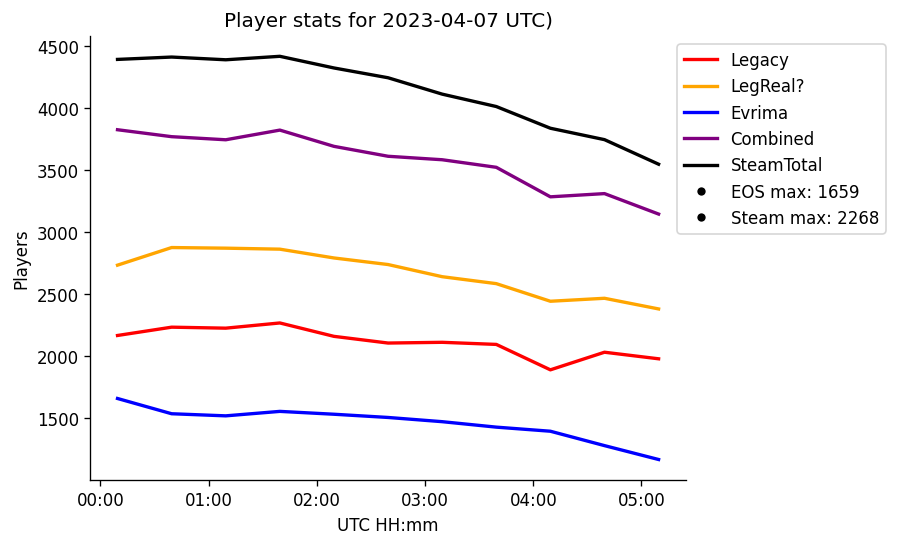 Player stats for 2023-04-07 UTC)
4500
4000
3500
3000
2500
2000
1500
Players
00:00
01:00
02:00
03:00
04:00
05:00
UTC HH:mm
Legacy
LegReal?
Evrima
Combined
SteamTotal
EOS max: 1659
Steam max: 2268